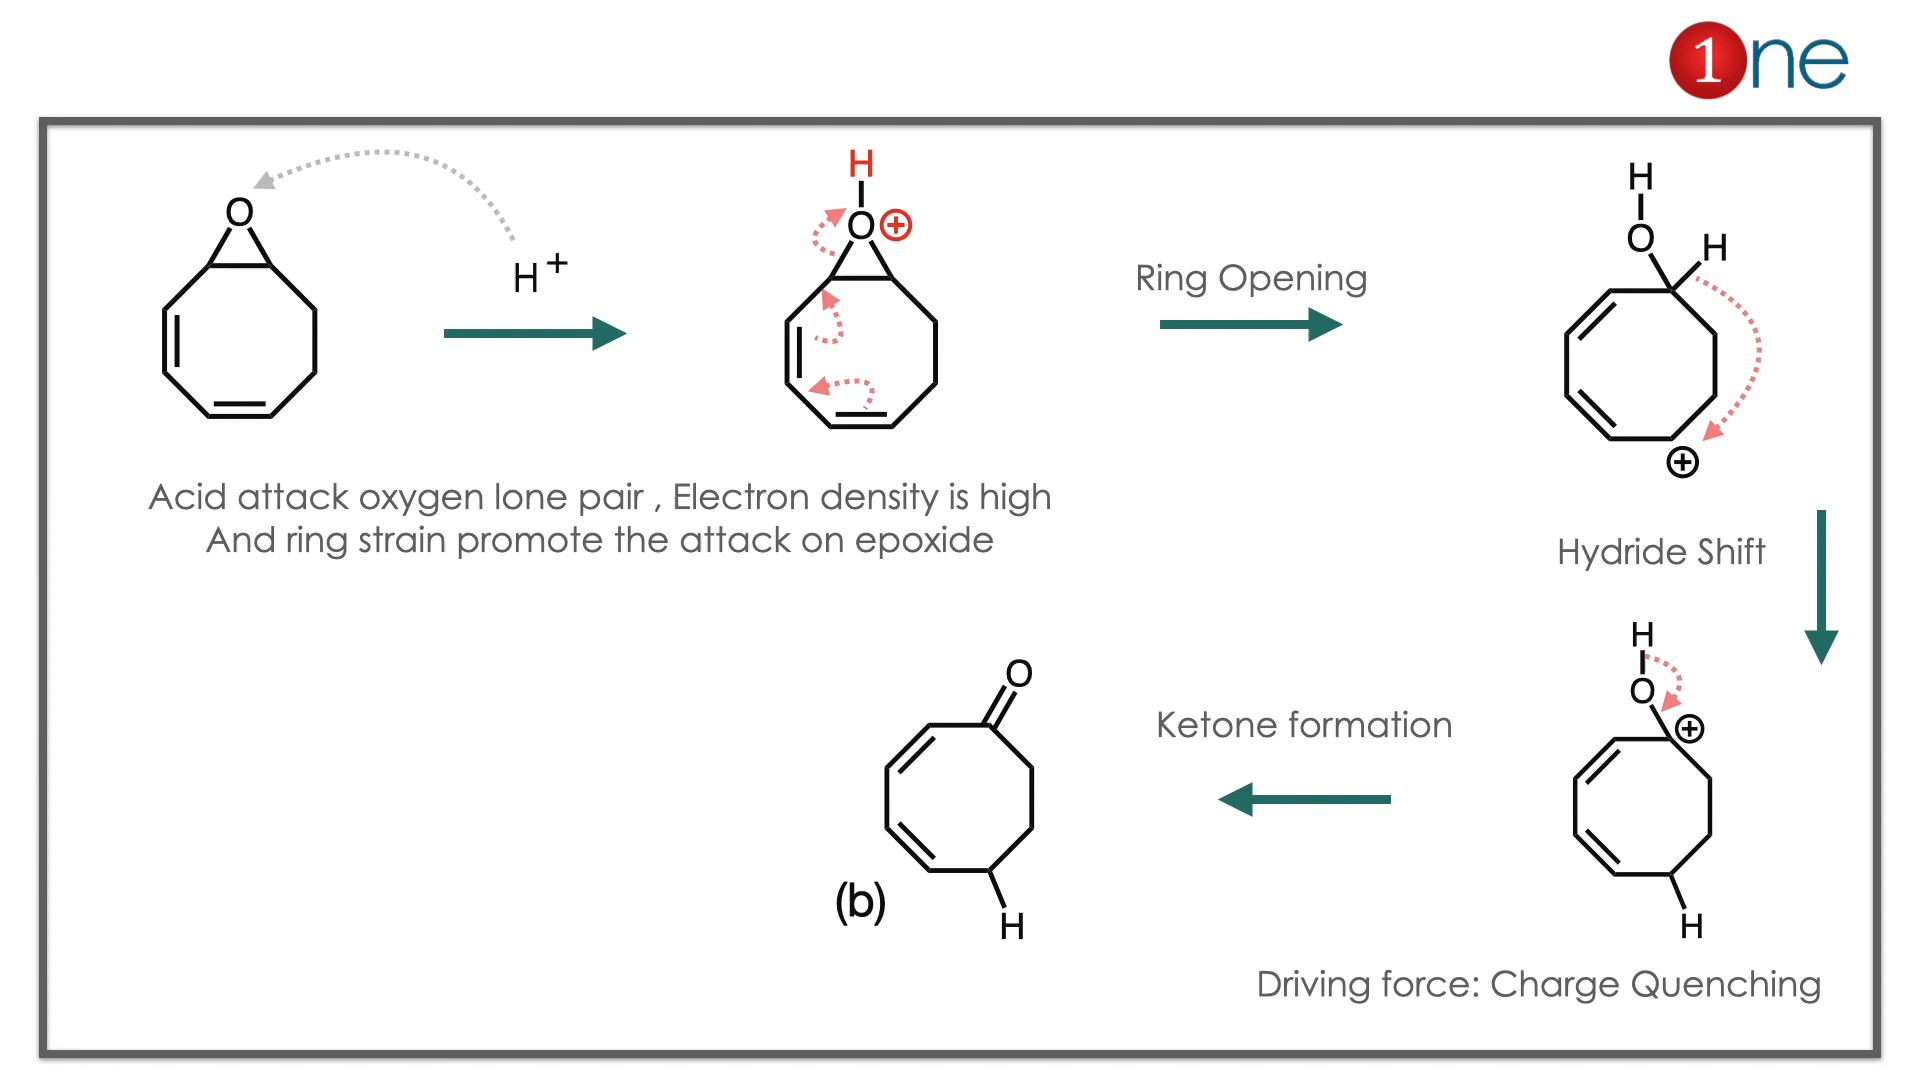 1ne
H
O
H+
H
O
+
Ring Opening
H
O
H
+
Acid attack oxygen lone pair , Electron density is high
And ring strain promote the attack on epoxide
Hydride Shift
O
H
(b)
Ketone formation
H
O
+
H
Driving force: Charge Quenching